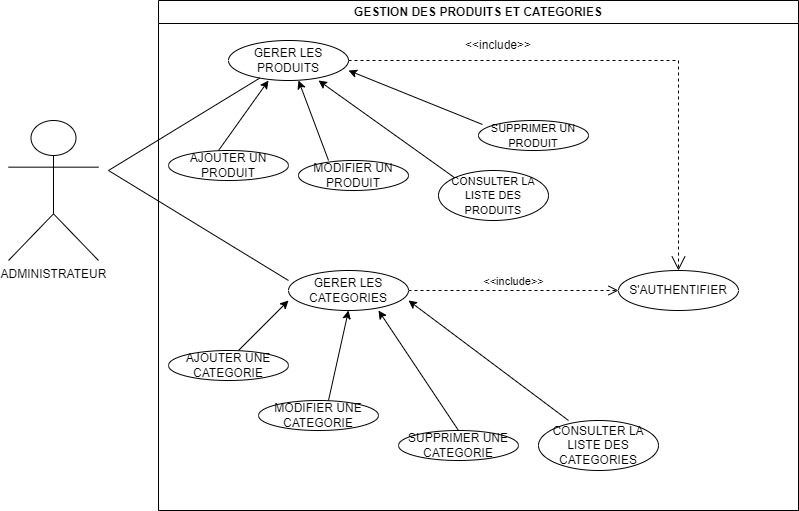 GESTION DES PRODUITS ET CATEGORIES
<<include>>
GERER LES
PRODUITS
SUPPRIMER UN
PRODUIT
AJOUTER UN
PRODUIT
MODIFIER UN
PRODUIT
CONSULTER LA
LISTE DES
PRODUITS
ADMINISTRATEUR
GERER LES
CATEGORIES
<<include>>
S'AUTHENTIFIER
AJOUTER UNE
CATEGORIE
MODIFIER UNE
CATEGORIE
SUPPRIMER UNE
CATEGORIE
CONSULTER LA
LISTE DES
CATEGORIES